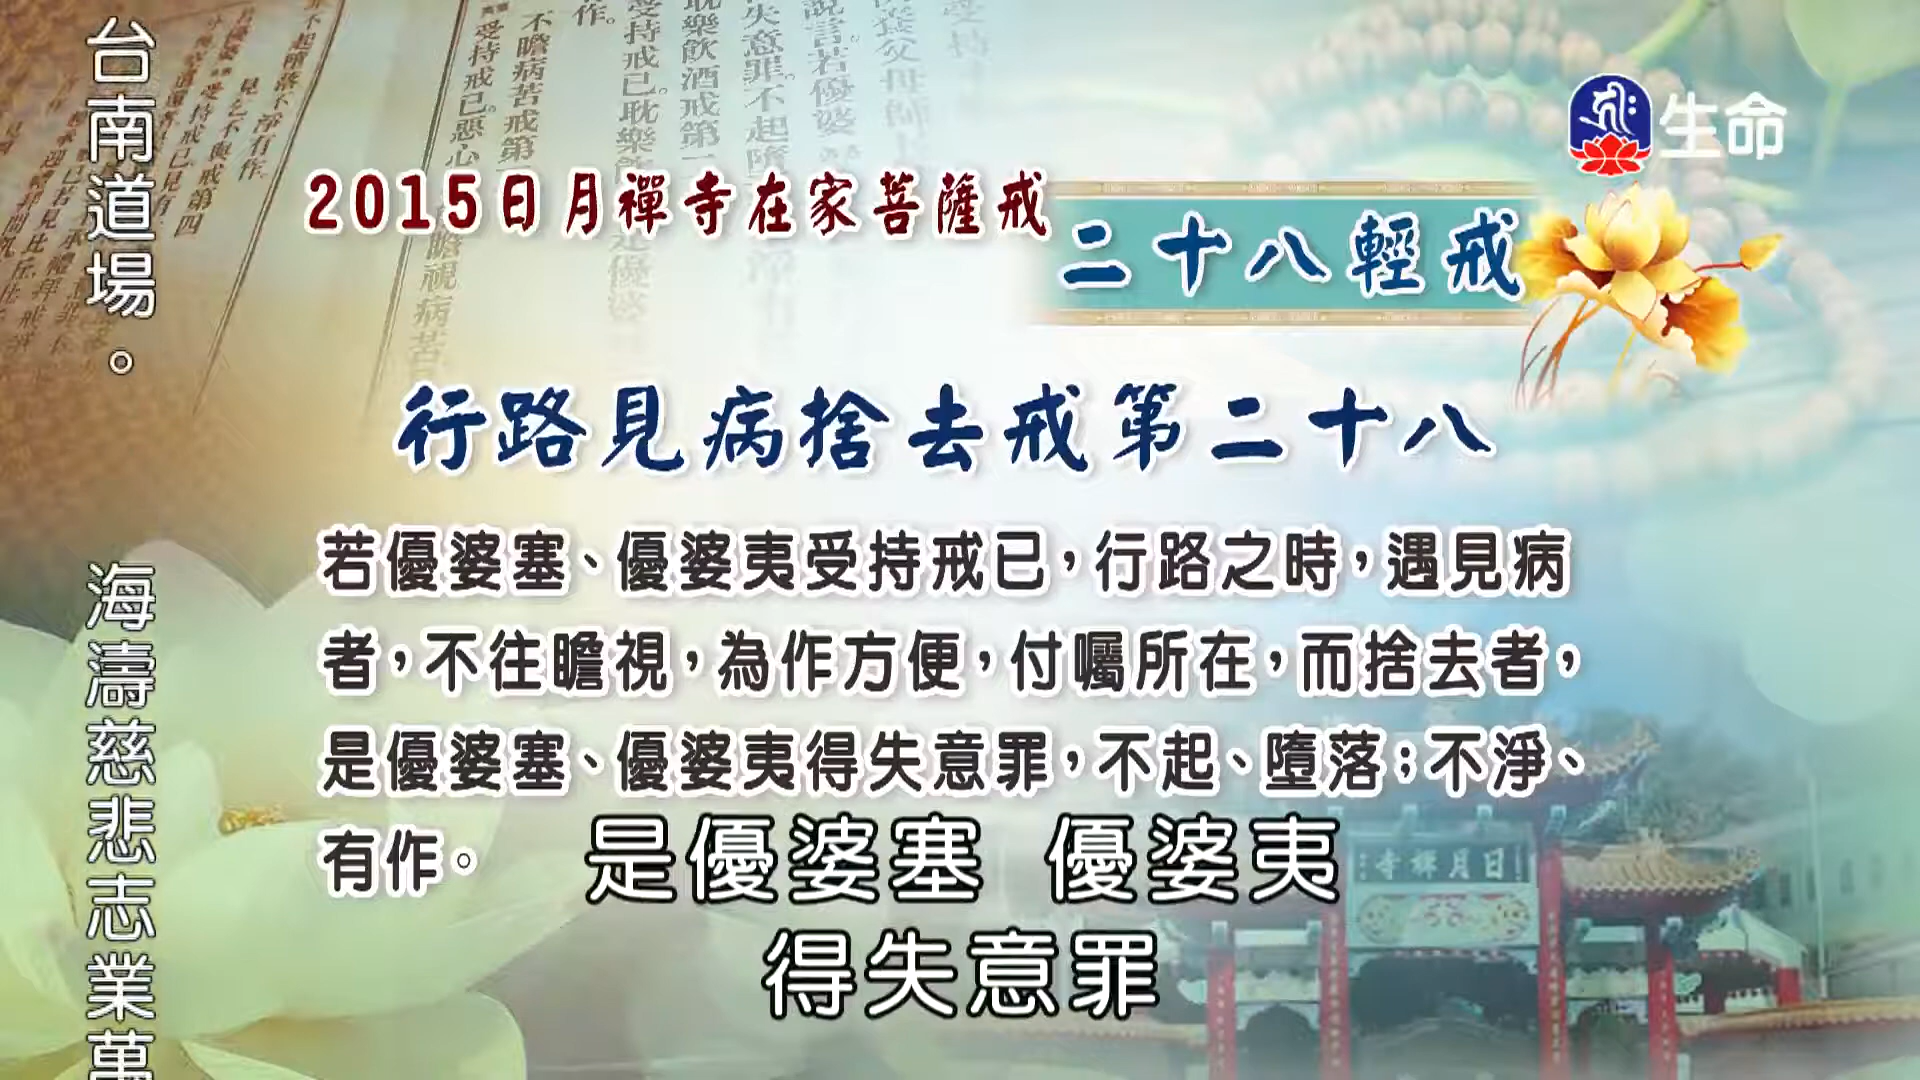 台南道場。
海濤慈悲志業萬
生命
2015日月禪寺在家菩薩戒
二十八輕戒
行路見病捨去戒第二十八
若優婆塞、優婆夷受持戒已,行路之時,遇見病
者,不往瞻視,為作方便,付囑所在,而捨去者,
是優婆塞、優婆夷得失意罪,不起、墮落;不淨、
有作。
是優婆塞 優婆夷
得失意罪
日月禪寺